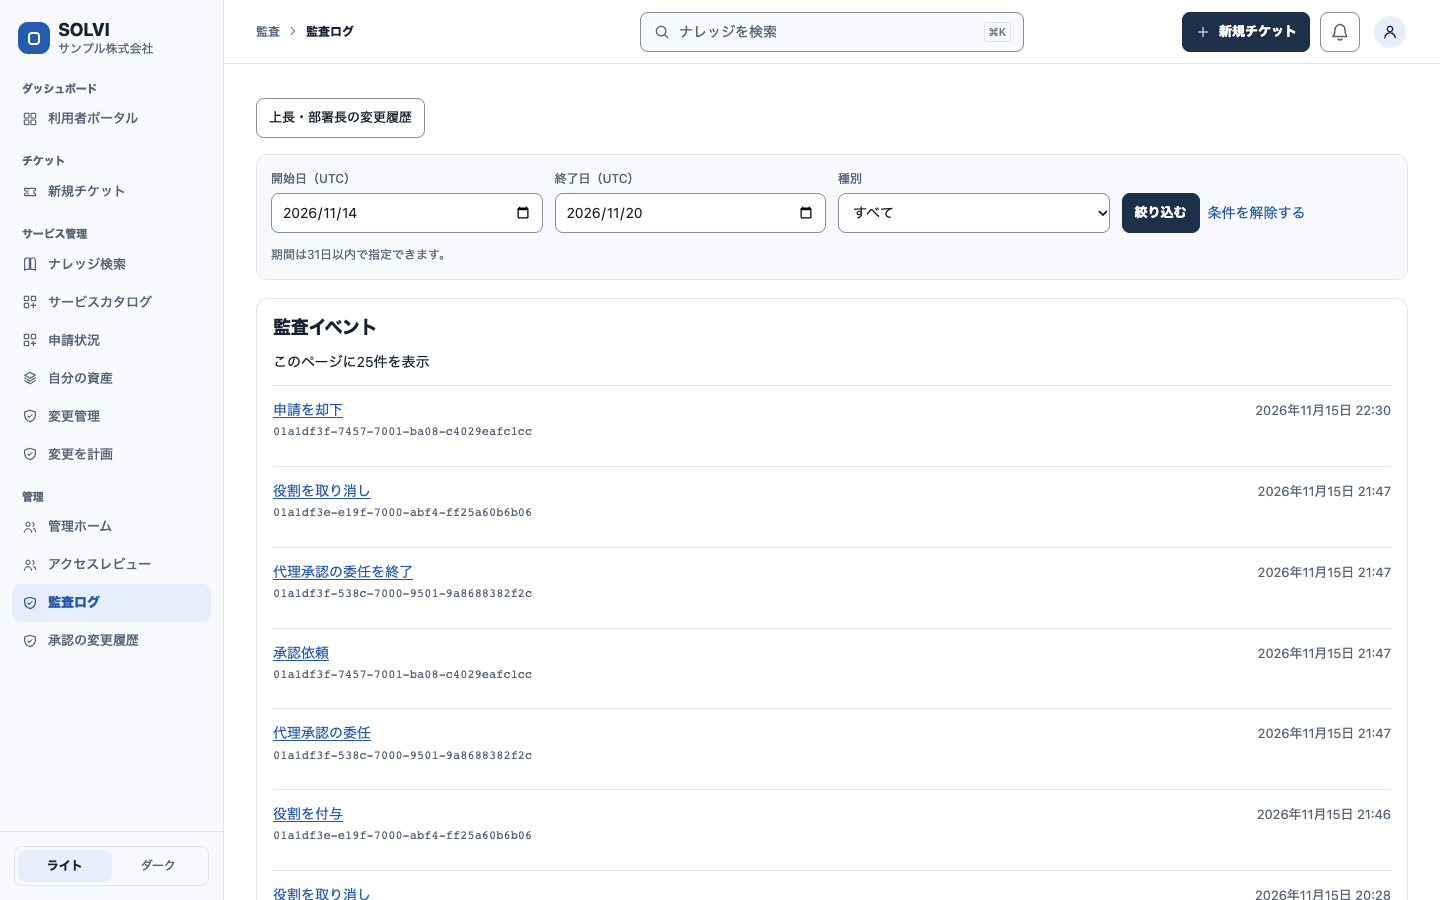 SOLVI
サンプル株式会社
ダッシュボード
利用者ポータル
チケット
新規チケット
サービス管理
ナレッジ検索
サービスカタログ
申請状況
自分の資産
変更管理
変更を計画
管理
管理ホーム
アクセスレビュー
監査ログ
承認の変更履歴
ライト
ダーク
監査 > 監査ログ
ナレッジを検索
⌘K
+ 新規チケット
上長・部署長の変更履歴
開始日（UTC）
2026/11/14
終了日（UTC）
2026/11/20
種別
すべて
絞り込む
条件を解除する
期間は31日以内で指定できます。
監査イベント
このページに25件を表示
申請を却下
2026年11月15日 22:30
01a1df3f-7457-7001-ba08-c4029eafc1cc
役割を取り消し
2026年11月15日 21:47
01a1df3e-e19f-7000-abf4-ff25a60b6b06
代理承認の委任を終了
2026年11月15日 21:47
01a1df3f-538c-7000-9501-9a8688382f2c
承認依頼
2026年11月15日 21:47
01a1df3f-7457-7001-ba08-c4029eafc1cc
代理承認の委任
2026年11月15日 21:47
01a1df3f-538c-7000-9501-9a8688382f2c
役割を付与
2026年11月15日 21:46
01a1df3e-e19f-7000-abf4-ff25a60b6b06
役割を取り消し
2026年11月15日 20:28